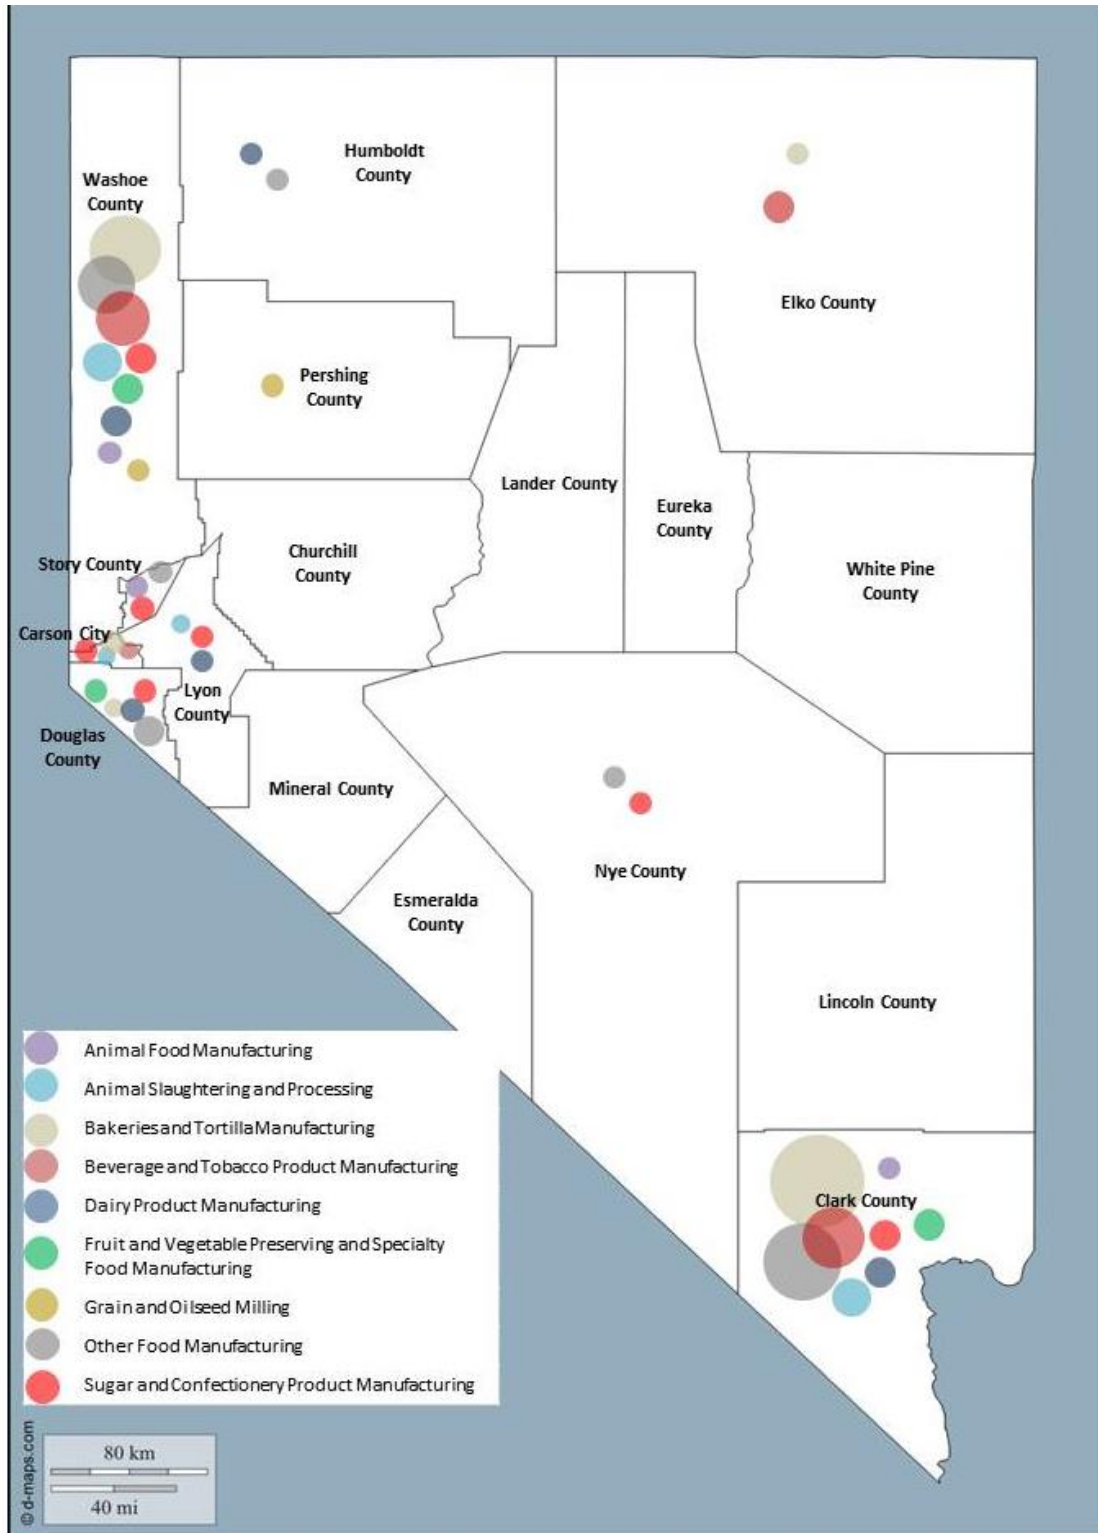 Humboldt
County
Washoe
County
Elko County
Pershing
County
Lander County
Eureka
County
Churchill
County
Story County
White Pine
County
Carson City
Lyon
County
Douglas
County
Mineral County
Nye County
Esmeralda
County
Lincoln County
Clark County
Animal Food Manufacturing
Animal Slaughtering and Processing
Bakeries and Tortilla Manufacturing
Beverage and Tobacco Product Manufacturing
Dairy Product Manufacturing
Fruit and Vegetable Preserving and Specialty
Food Manufacturing
Grain and Oilseed Milling
Other Food Manufacturing
Sugar and Confectionery Product Manufacturing
© d-maps.com
80 km
40 mi